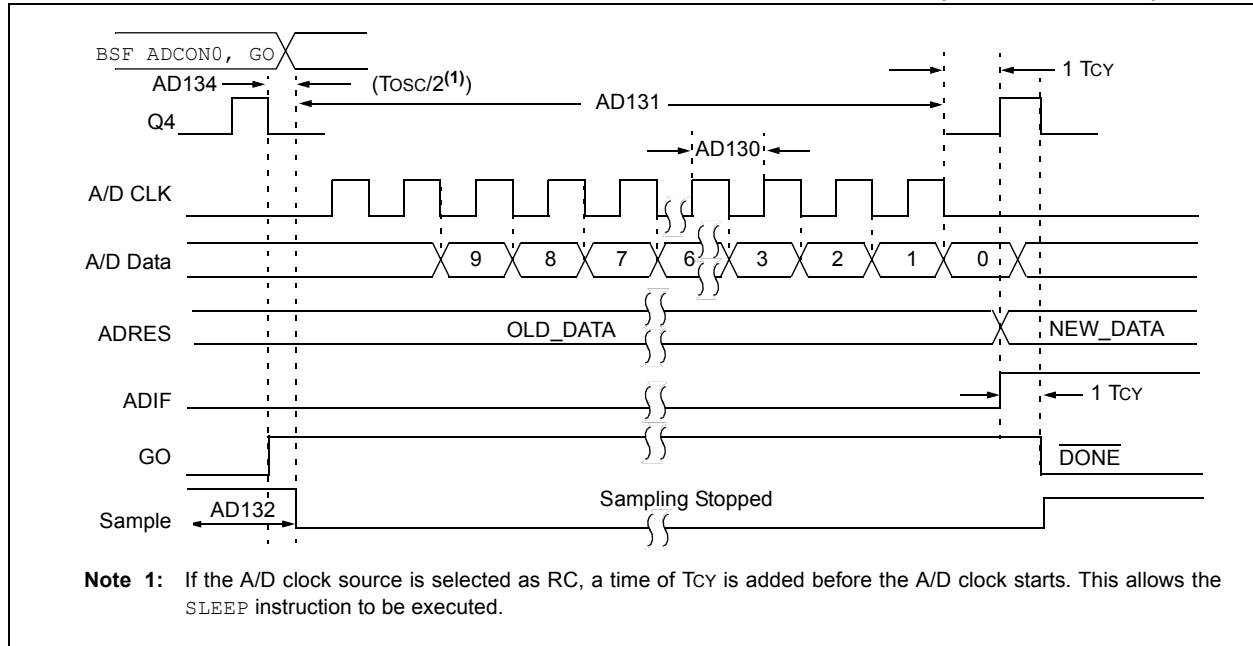 BSF ADCON0, GO
AD134 (TOSC/2(1)) 1 TCY
AD131
Q4
AD130
A/D CLK
A/D Data 9 8 7 6 3 2 1 0
ADRES OLD_DATA NEW_DATA
ADIF 1 TCY
GO DONE
Sampling Stopped
Sample AD132
Note 1: If the A/D clock source is selected as RC, a time of TCY is added before the A/D clock starts. This allows the
SLEEP instruction to be executed.